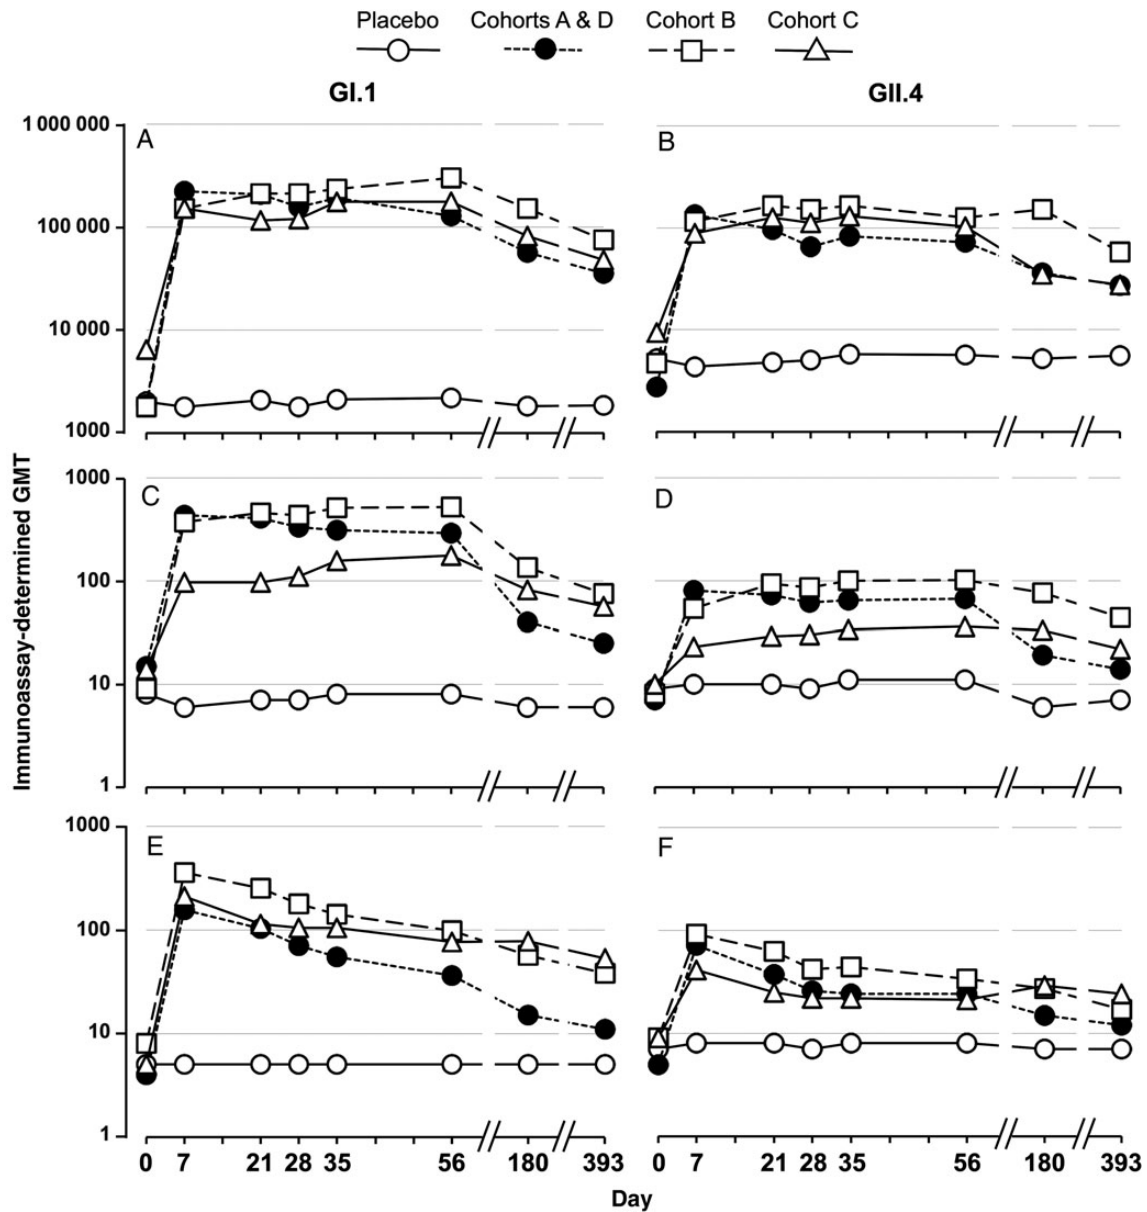 Placebo Cohorts A & D Cohort B Cohort C
GI.1 GII.4
A B
1 000 000
100 000
10 000
1000
C D
1000
100
10
1
E F
1000
100
10
1
Immunoassay-determined GMT
0 7 21 28 35 56 180 393 0 7 21 28 35 56 180 393
Day